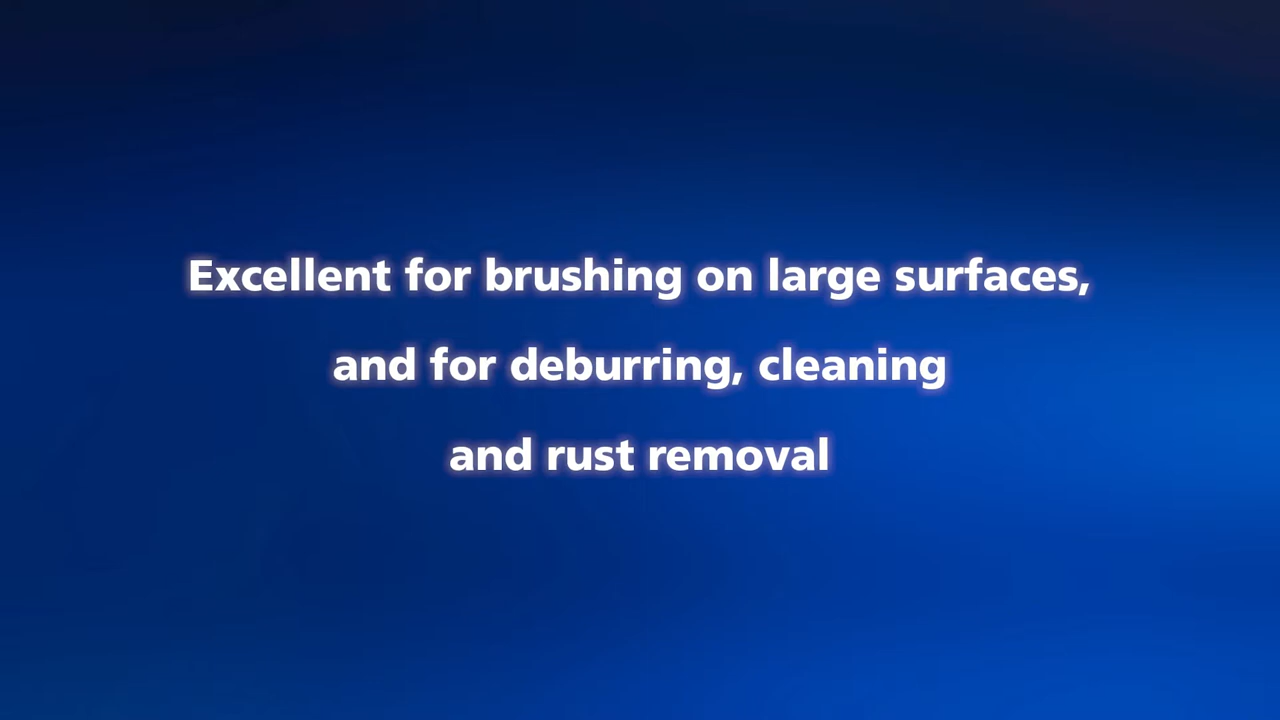 Excellent for brushing on large surfaces,
and for deburring, cleaning
and rust removal